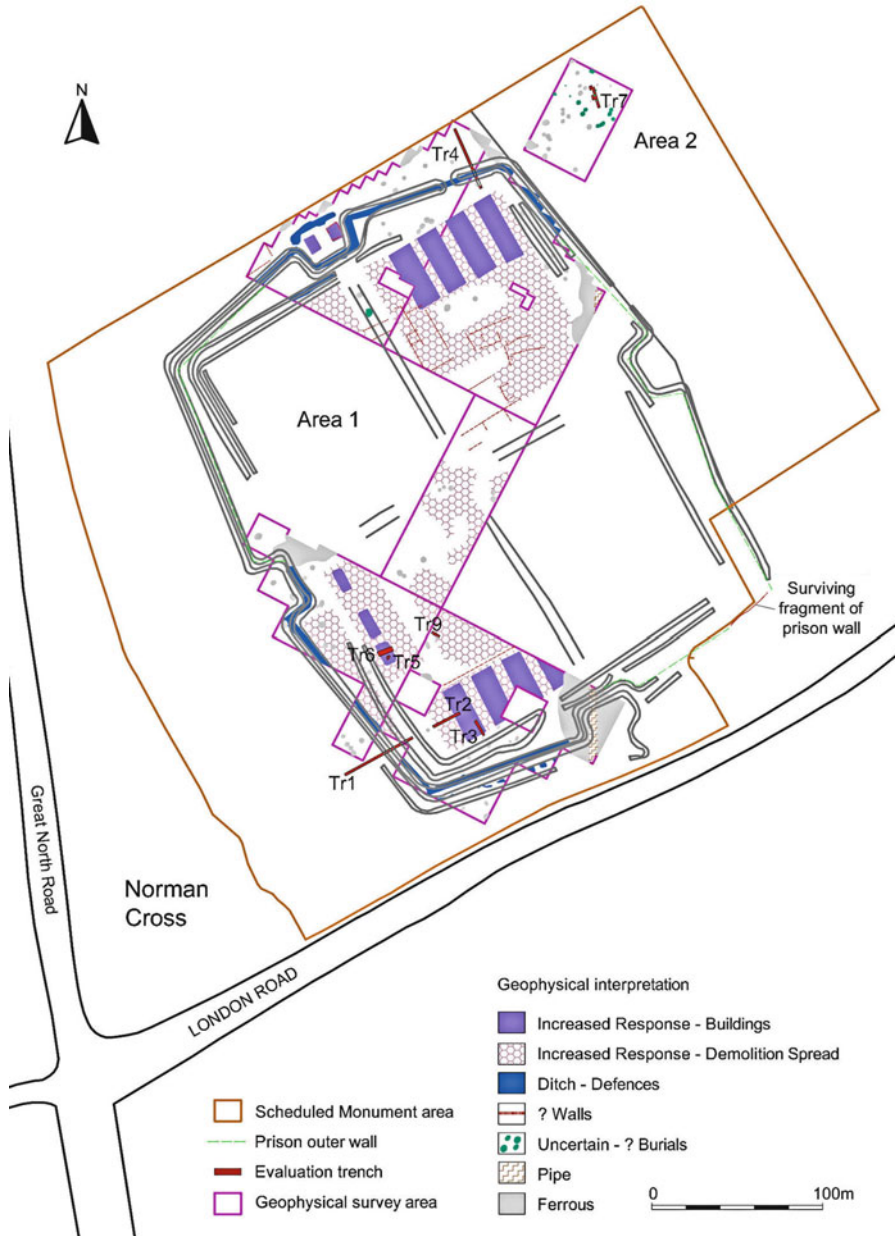 N
Tr7
Area 2
Tr4
Area 1
Surviving
fragment of
prison wall
Tr9
Tr6
Tr5
Tr2
Tr3
Tr1
Great North Road
Norman
Cross
LONDON ROAD
Geophysical interpretation
Increased Response - Buildings
Increased Response - Demolition Spread
Ditch - Defences
? Walls
Uncertain - ? Burials
Pipe
Ferrous
Scheduled Monument area
Prison outer wall
Evaluation trench
Geophysical survey area
0 100m